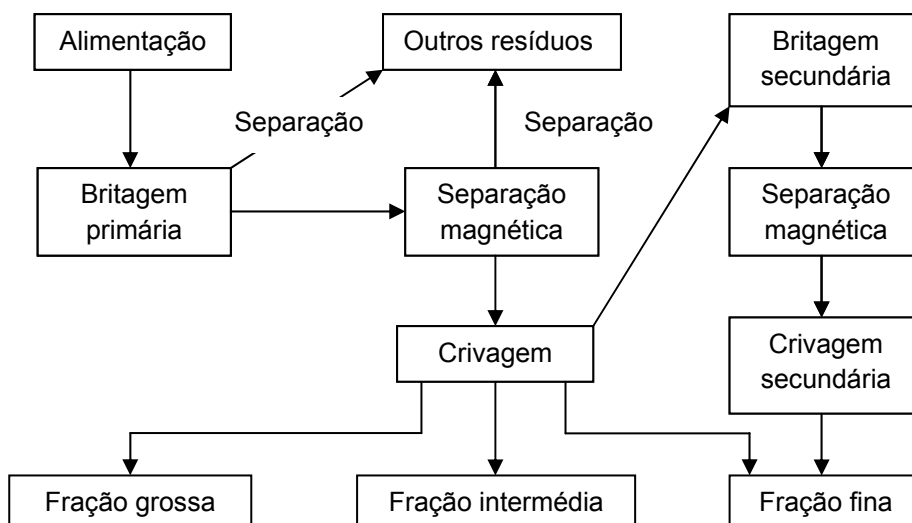 Alimentação
Outros resíduos
Britagem
secundária
Separação
Separação
Britagem
primária
Separação
magnética
Separação
magnética
Crivagem
Crivagem
secundária
Fração grossa
Fração intermédia
Fração fina